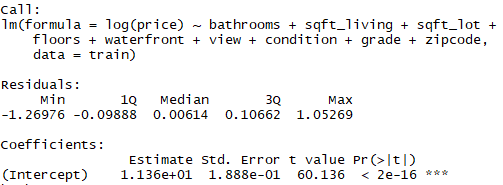 Call:
lm(formula = log(price) ~ bathrooms + sqft_living + sqft_lot +
floors + waterfront + view + condition + grade + zipcode,
data = train)
Residuals:
Min 1Q Median 3Q Max
-1.26976 -0.09888 0.00614 0.10662 1.05269
Coefficients:
Estimate Std. Error t value Pr(>|t|)
(Intercept) 1.136e+01 1.888e-01 60.136 < 2e-16 ***